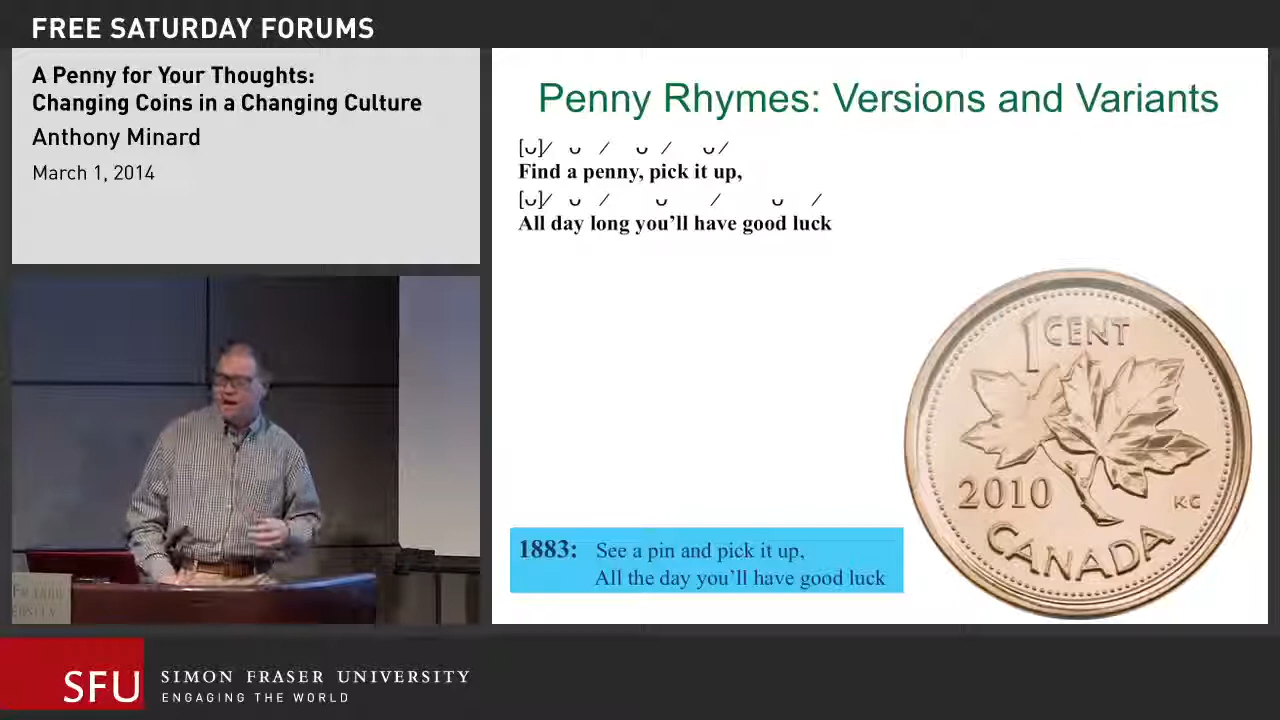 FREE SATURDAY FORUMS
A Penny for Your Thoughts:
Changing Coins in a Changing Culture
Anthony Minard
March 1, 2014
Penny Rhymes: Versions and Variants
[ᴗ]⁄ ᴗ ⁄ ᴗ ⁄ ᴗ ⁄
Find a penny, pick it up,
[ᴗ]⁄ ᴗ ⁄ ᴗ ⁄ ᴗ ⁄
All day long you’ll have good luck
1 CENT
2010
KC
CANADA
1883: See a pin and pick it up,
All the day you’ll have good luck
SFU SIMON FRASER UNIVERSITY
ENGAGING THE WORLD